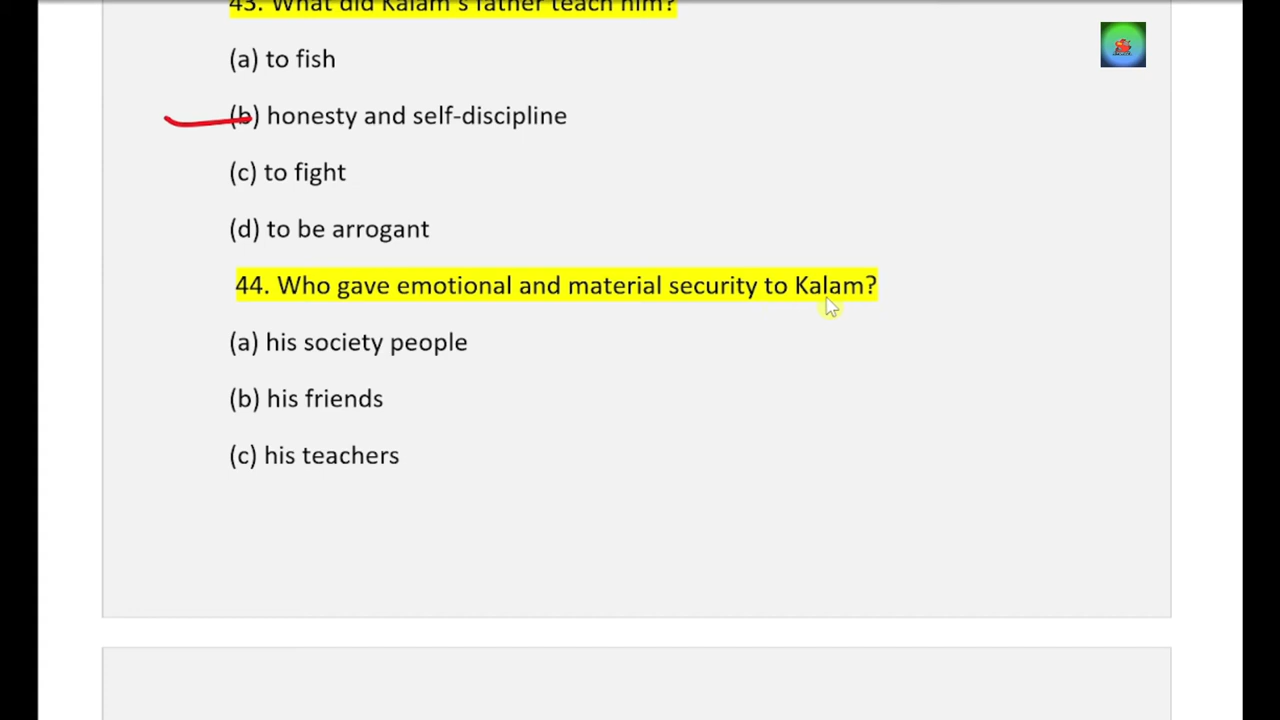 43. What did Kalam's father teach him?
(a) to fish
(b) honesty and self-discipline
(c) to fight
(d) to be arrogant
44. Who gave emotional and material security to Kalam?
(a) his society people
(b) his friends
(c) his teachers